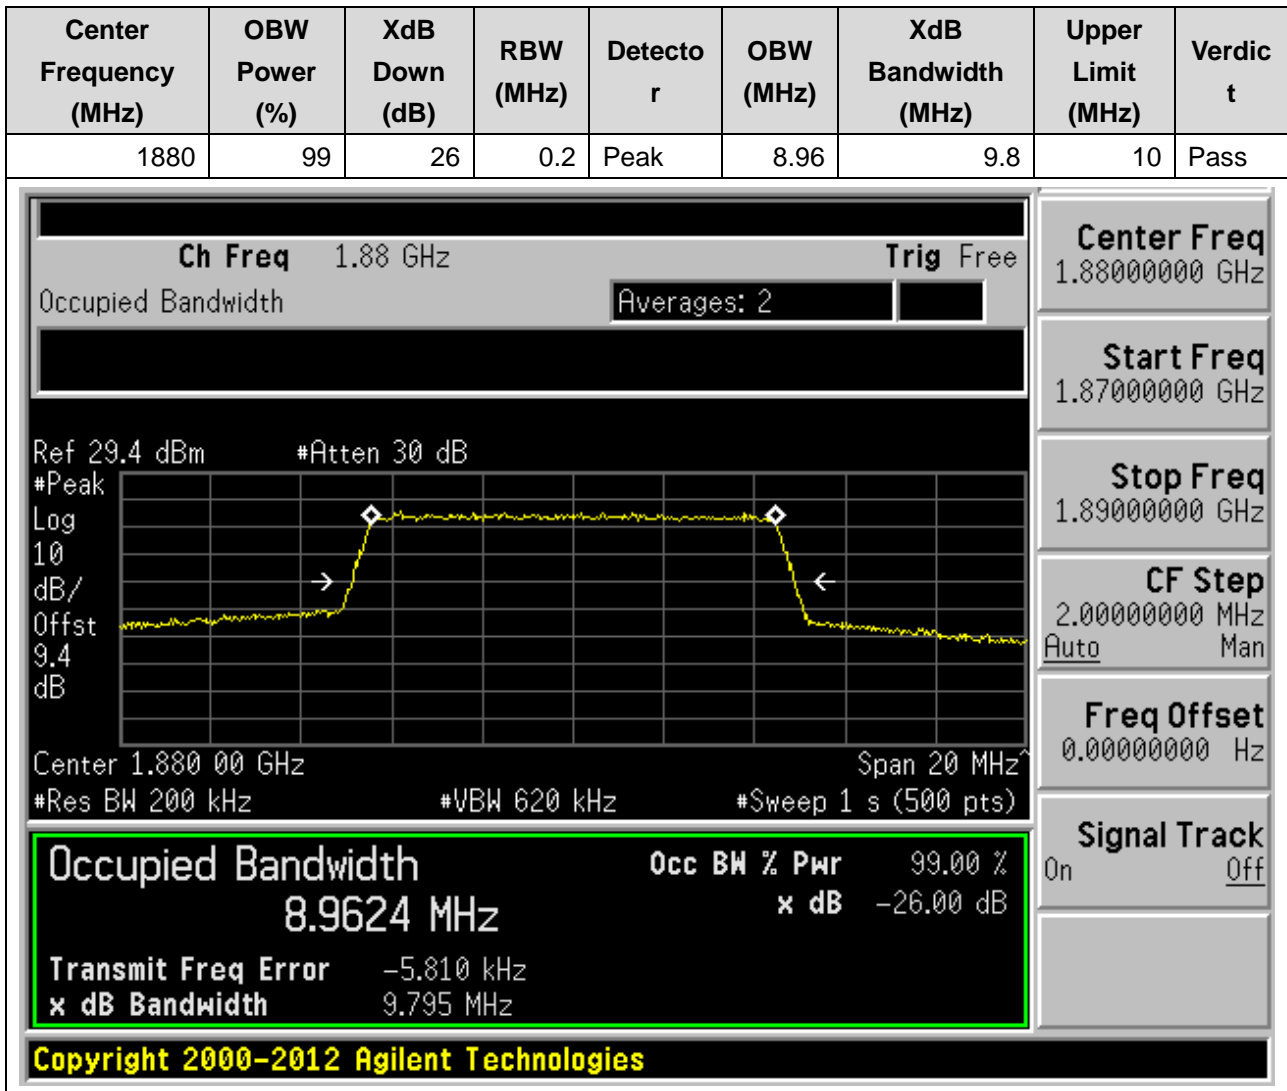 Center Frequency (MHz) OBW Power (%) XdB Down (dB) RBW (MHz) Detecto r OBW (MHz) XdB Bandwidth (MHz) Upper Limit (MHz) Verdic t
1880 99 26 0.2 Peak 8.96 9.8 10 Pass
Ch Freq 1.88 GHz Trig Free
Occupied Bandwidth Averages: 2
Ref 29.4 dBm #Atten 30 dB
#Peak
Log
10
dB/
Offst
9.4
dB
Center 1.880 00 GHz Span 20 MHz^
#Res BW 200 kHz #VBW 620 kHz #Sweep 1 s (500 pts)
Occupied Bandwidth Occ BW % Pwr 99.00 %
8.9624 MHz x dB -26.00 dB
Transmit Freq Error -5.810 kHz
x dB Bandwidth 9.795 MHz
Copyright 2000-2012 Agilent Technologies
Center Freq
1.88000000 GHz
Start Freq
1.87000000 GHz
Stop Freq
1.89000000 GHz
CF Step
2.00000000 MHz
Auto Man
Freq Offset
0.00000000 Hz
Signal Track
On Off